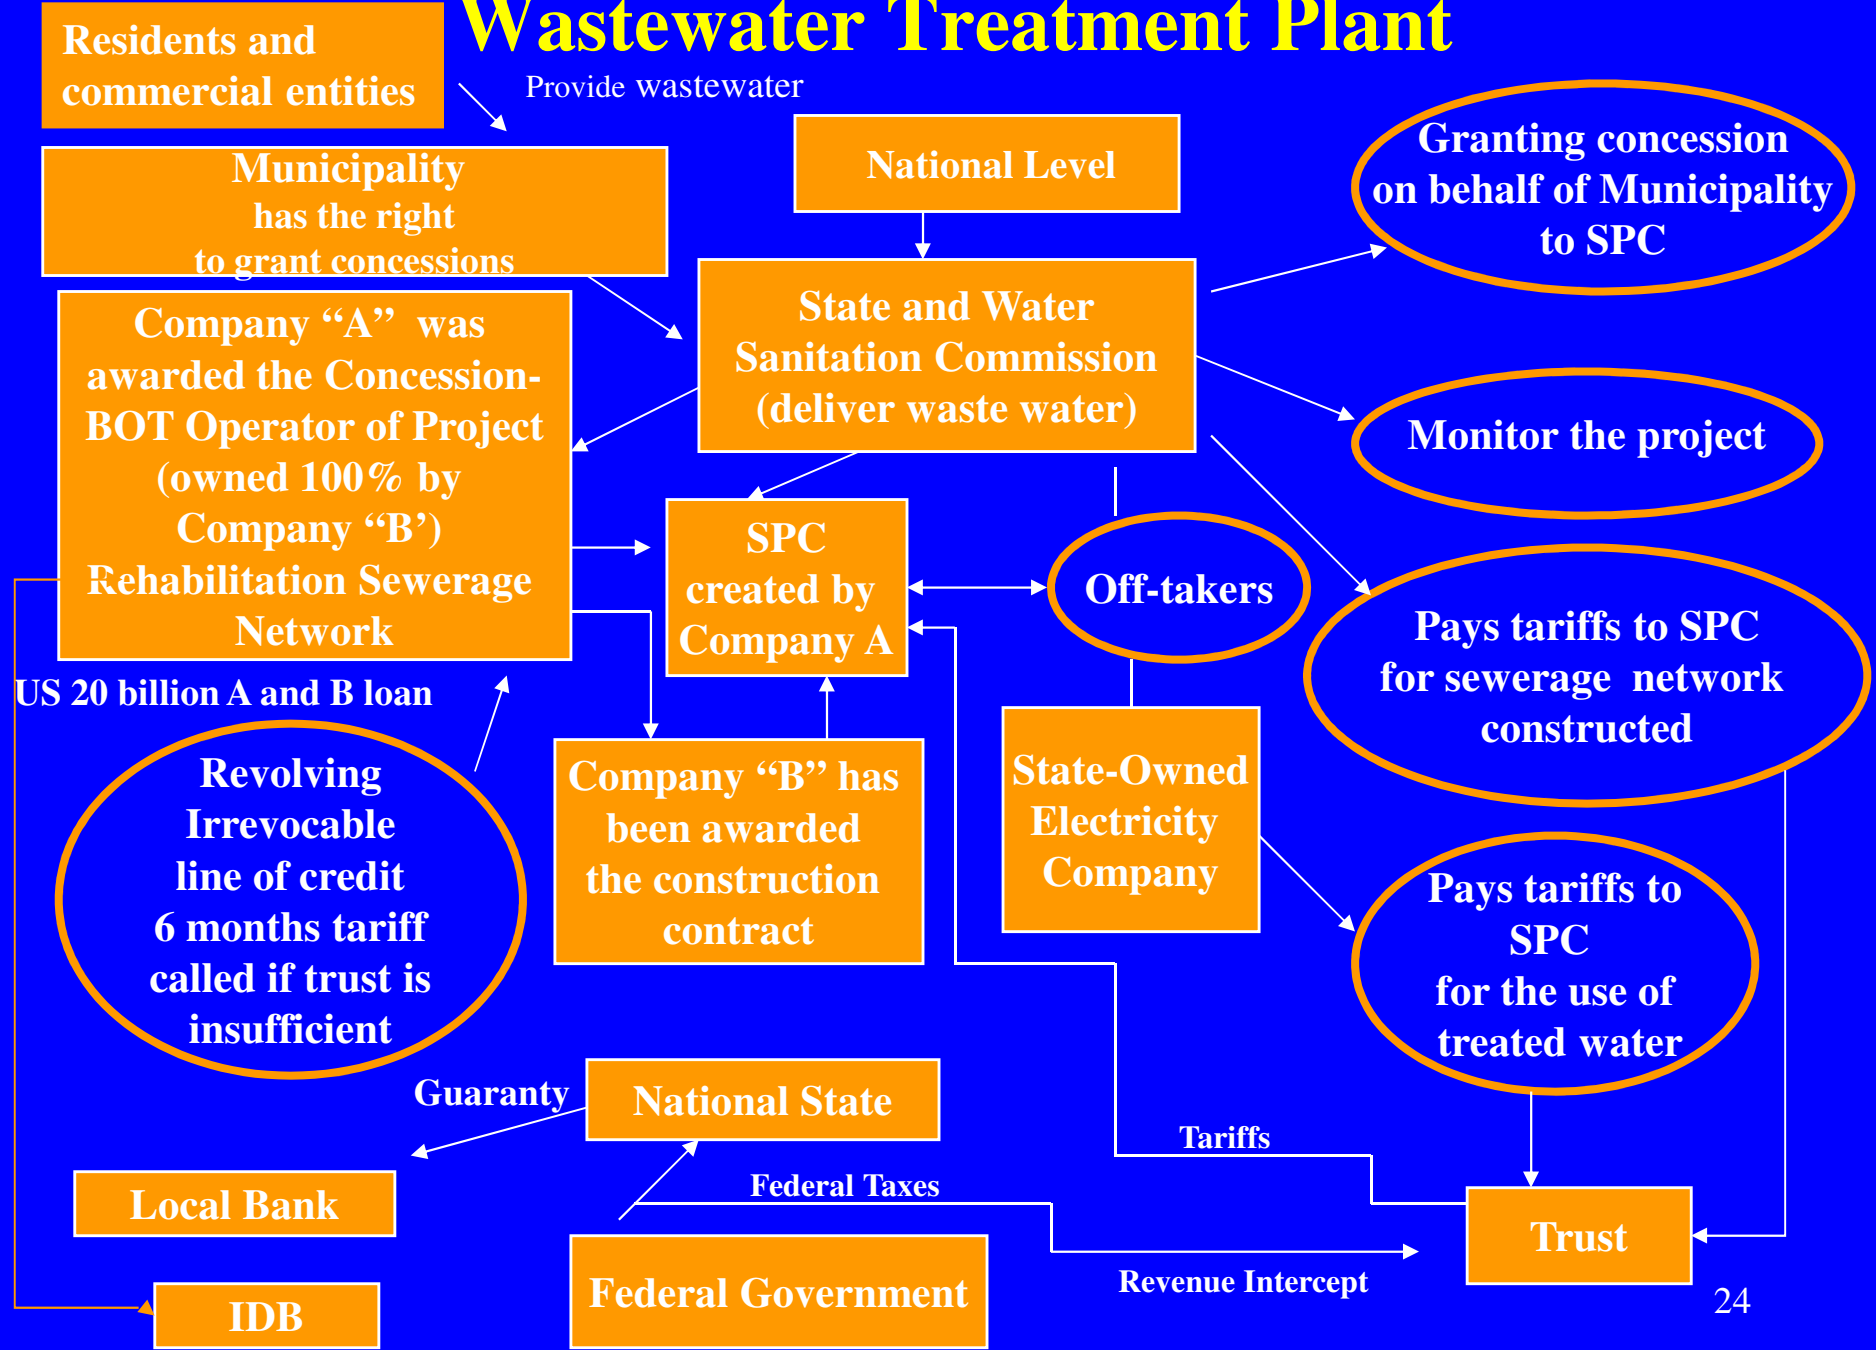 Wastewater Treatment Plant
Residents and
commercial entities
Provide wastewater
Municipality
has the right
to grant concessions
National Level
Granting concession
on behalf of Municipality
to SPC
Company “A” was
awarded the Concession-
BOT Operator of Project
(owned 100% by
Company “B’)
Rehabilitation Sewerage
Network
State and Water
Sanitation Commission
(deliver waste water)
Monitor the project
SPC
created by
Company A
Off-takers
Pays tariffs to SPC
for sewerage network
constructed
US 20 billion A and B loan
Revolving
Irrevocable
line of credit
6 months tariff
called if trust is
insufficient
Company “B” has
been awarded
the construction
contract
State-Owned
Electricity
Company
Pays tariffs to
SPC
for the use of
treated water
Guaranty
National State
Tariffs
Local Bank
Federal Taxes
Trust
IDB
Federal Government
Revenue Intercept
24